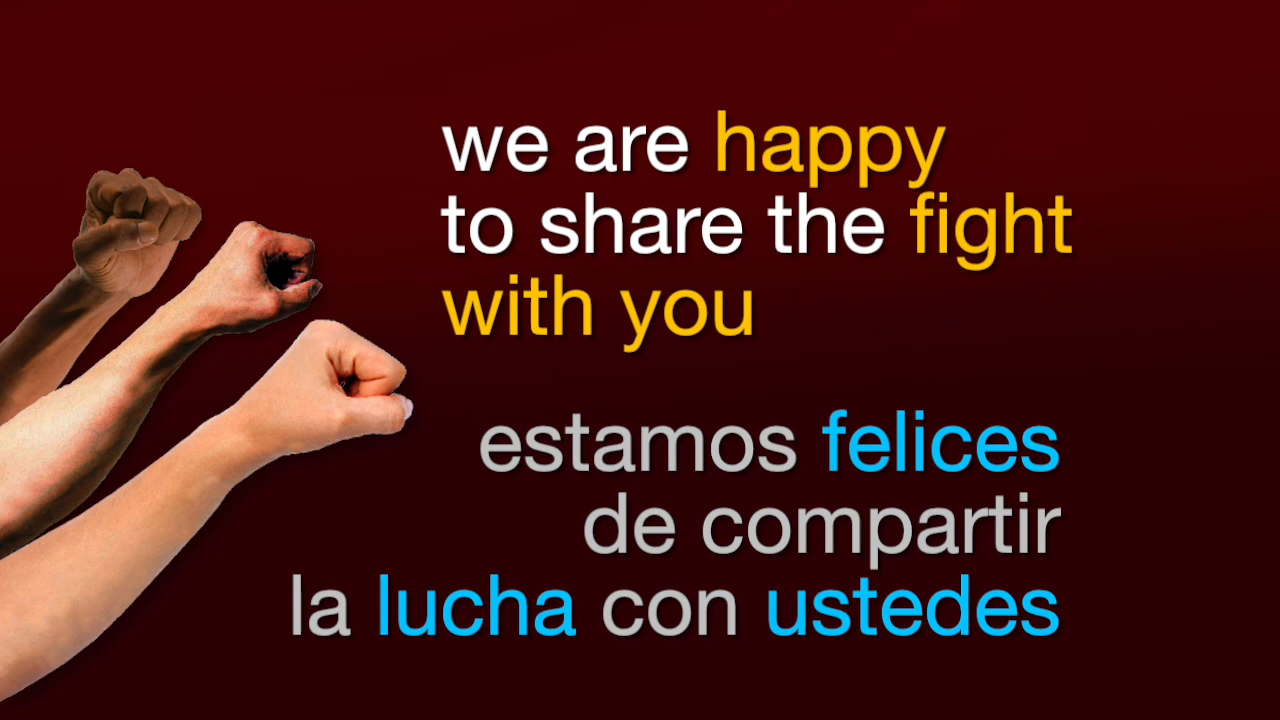 we are happy
to share the fight
with you
estamos felices
de compartir
la lucha con ustedes